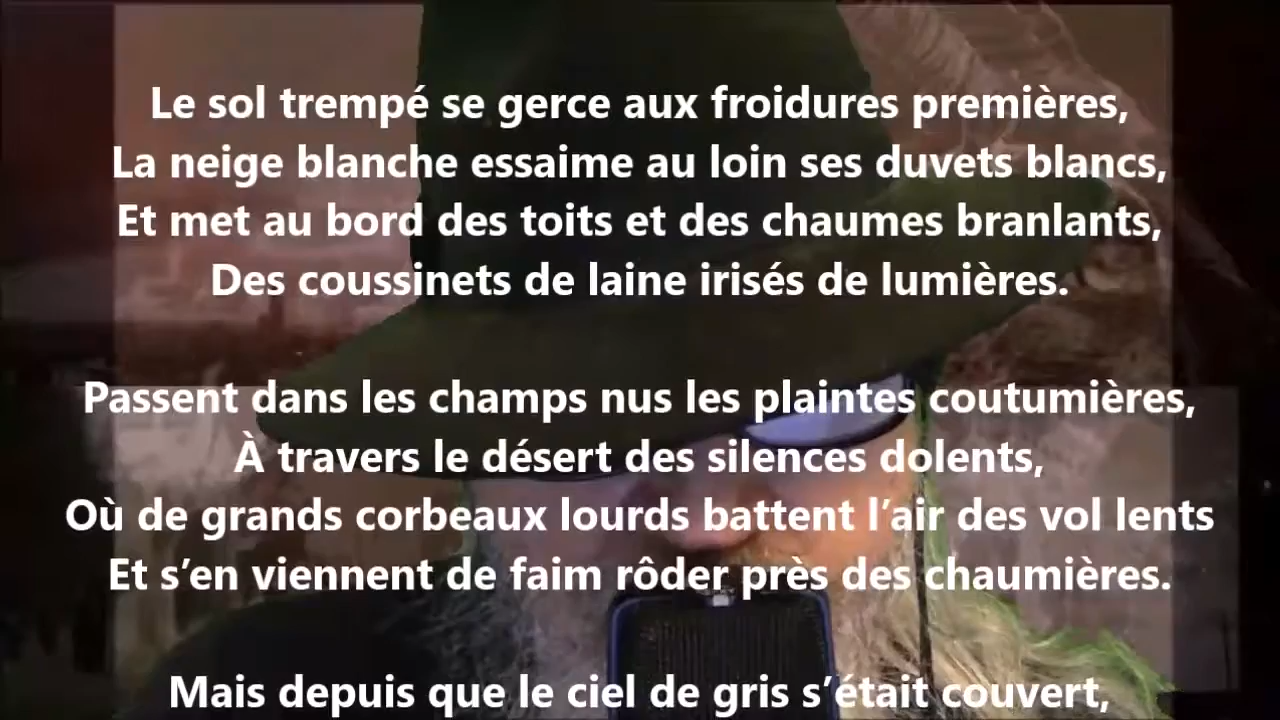 Le sol trempé se gerce aux froidures premières,
La neige blanche essaime au loin ses duvets blancs,
Et met au bord des toits et des chaumes branlants,
Des coussinets de laine irisés de lumières.
Passent dans les champs nus les plaintes coutumières,
À travers le désert des silences dolents,
Où de grands corbeaux lourds battent l’air des vol lents
Et s’en viennent de faim rôder près des chaumières.
Mais depuis que le ciel de gris s’était couvert,